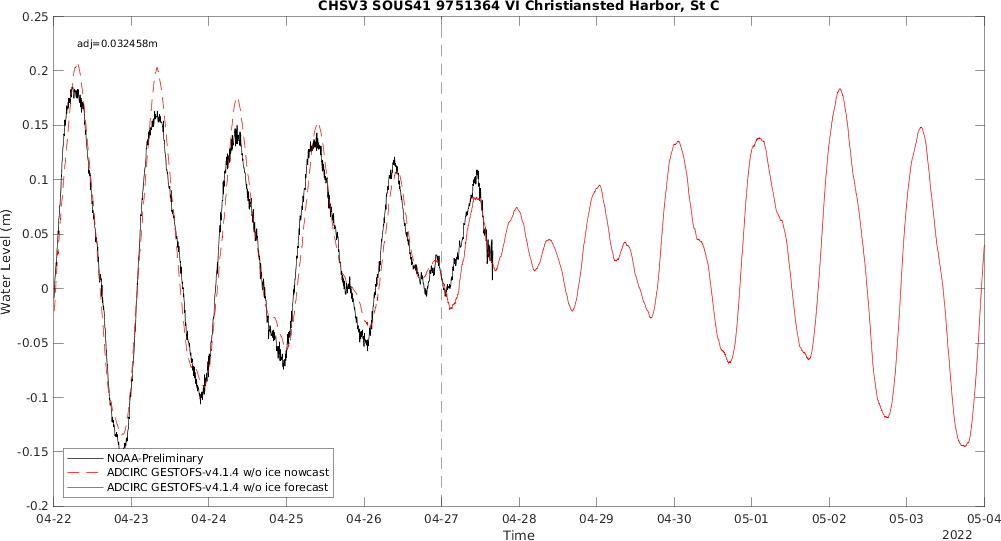 CHSV3 SOUS41 9751364 VI Christiansted Harbor, St C
adj=0.032458m
Water Level (m)
0.25
0.2
0.15
0.1
0.05
0
-0.05
-0.1
-0.15
-0.2
NOAA-Preliminary
ADCIRC GESTOFS-v4.1.4 w/o ice nowcast
ADCIRC GESTOFS-v4.1.4 w/o ice forecast
04-22 04-23 04-24 04-25 04-26 04-27 04-28 04-29 04-30 05-01 05-02 05-03 05-04
Time
2022